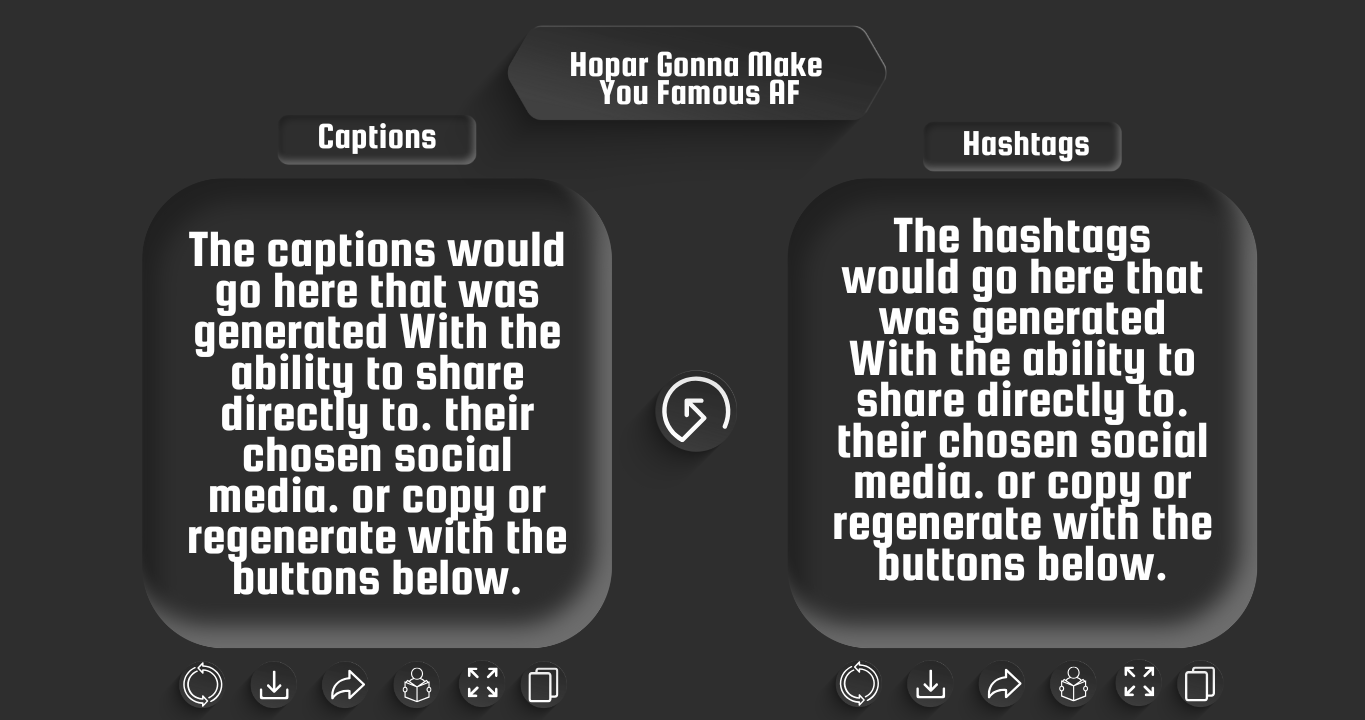 Hopar Gonna Make
You Famous AF
Captions
Hashtags
The captions would
go here that was
generated With the
ability to share
directly to. their
chosen social
media. or copy or
regenerate with the
buttons below.
The hashtags
would go here that
was generated
With the ability to
share directly to.
their chosen social
media. or copy or
regenerate with the
buttons below.